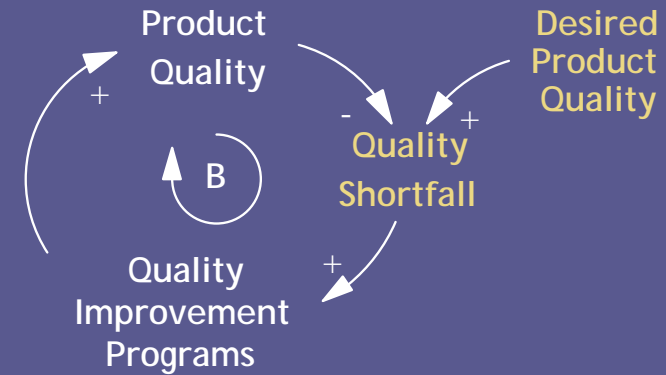 Product
Quality
Desired
Product
Quality
+
-
+
Quality
Shortfall
B
+
Quality
Improvement
Programs